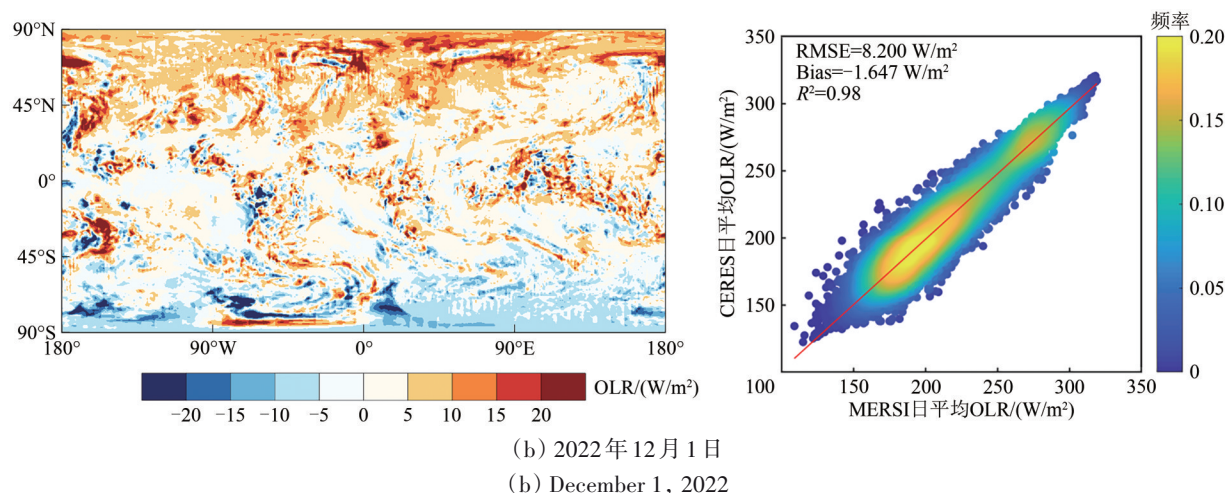 90°N
45°N
0°
45°S
90°S
180° 90°W 0° 90°E 180°
OLR/(W/m²)
−20 −15 −10 −5 0 5 10 15 20
RMSE=8.200 W/m²
Bias=−1.647 W/m²
R²=0.98
350
300
250
200
150
100 150 200 250 300 350
CERES日平均OLR/(W/m²)
MERSI日平均OLR/(W/m²)
频率
0.20
0.15
0.10
0.05
0
(b) 2022年12月1日
(b) December 1, 2022